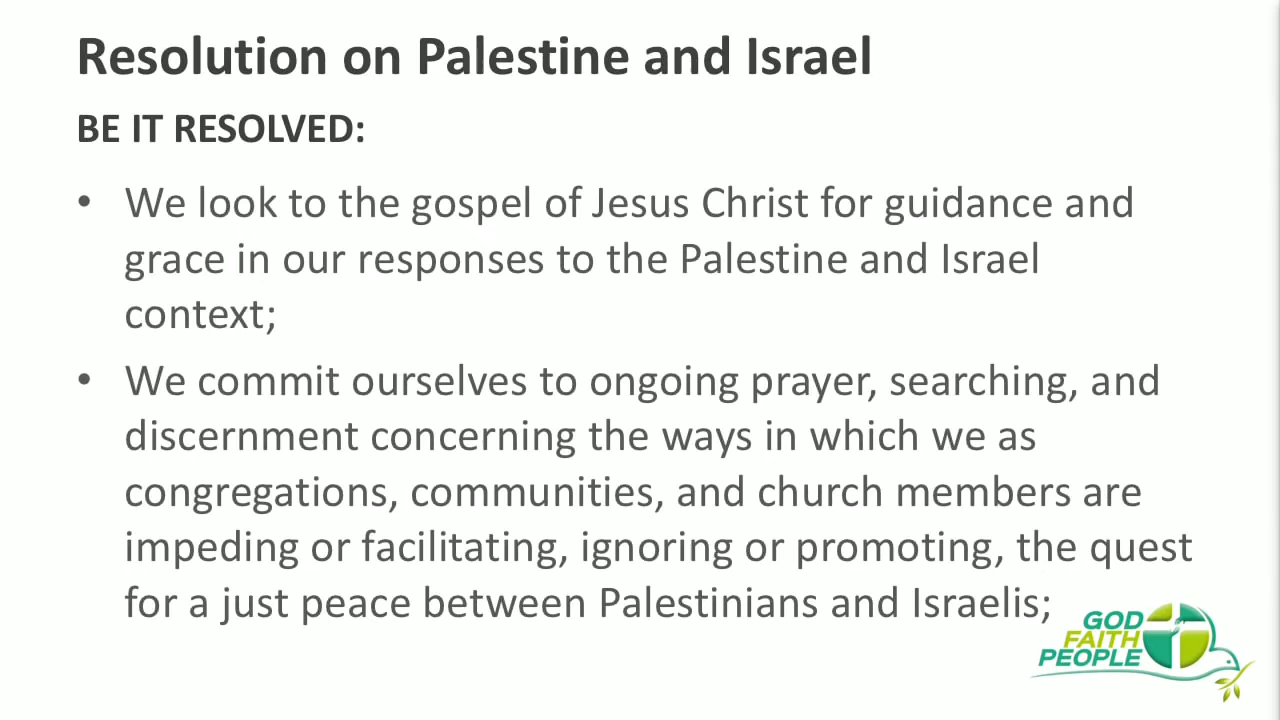 Resolution on Palestine and Israel
BE IT RESOLVED:
• We look to the gospel of Jesus Christ for guidance and
grace in our responses to the Palestine and Israel
context;
• We commit ourselves to ongoing prayer, searching, and
discernment concerning the ways in which we as
congregations, communities, and church members are
impeding or facilitating, ignoring or promoting, the quest
for a just peace between Palestinians and Israelis;
GOD
FAITH
PEOPLE